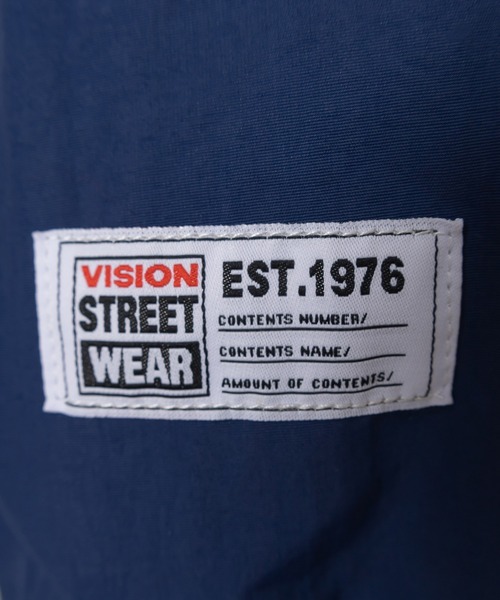 VISION
STREET
WEAR
EST.1976
CONTENTS NUMBER/
CONTENTS NAME/
AMOUNT OF CONTENTS/